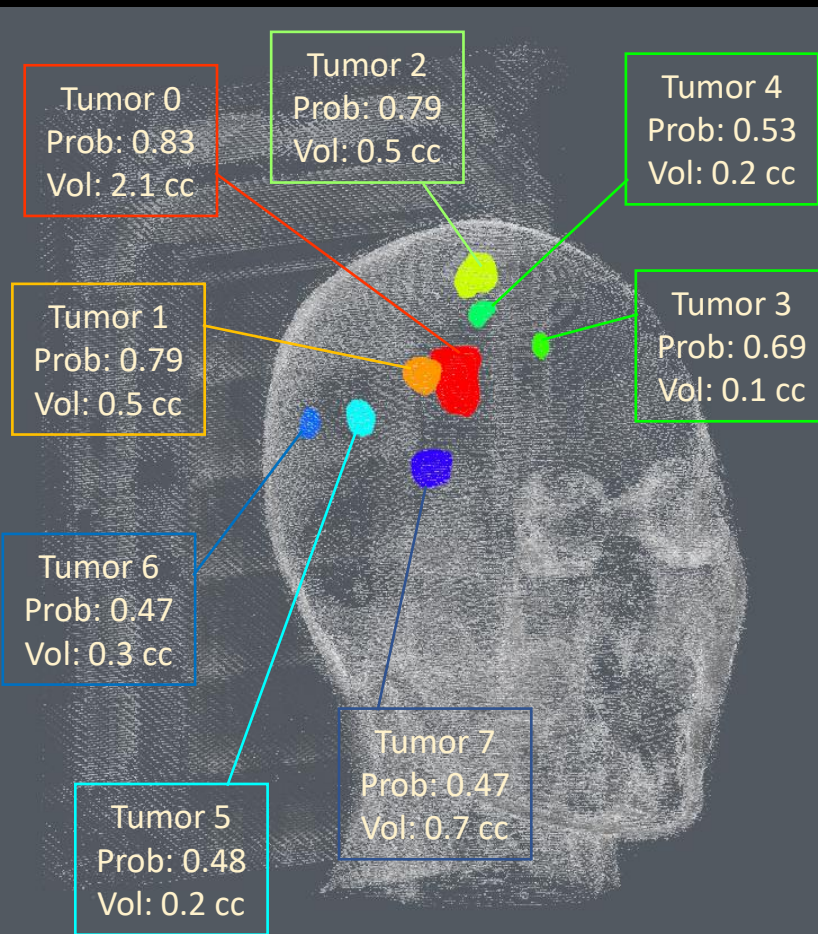 Tumor 0
Prob: 0.83
Vol: 2.1 cc
Tumor 2
Prob: 0.79
Vol: 0.5 cc
Tumor 4
Prob: 0.53
Vol: 0.2 cc
Tumor 1
Prob: 0.79
Vol: 0.5 cc
Tumor 3
Prob: 0.69
Vol: 0.1 cc
Tumor 6
Prob: 0.47
Vol: 0.3 cc
Tumor 7
Prob: 0.47
Vol: 0.7 cc
Tumor 5
Prob: 0.48
Vol: 0.2 cc